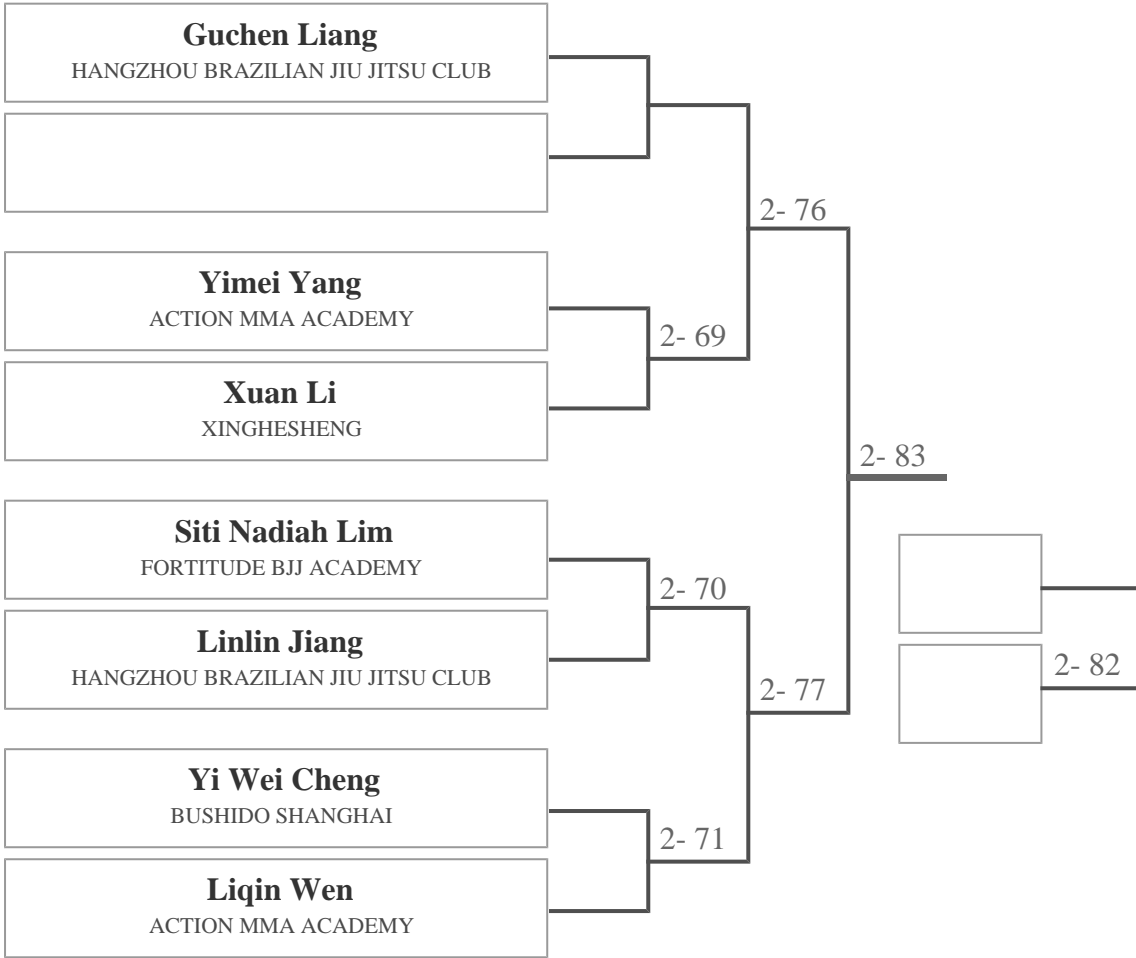 Guchen Liang
HANGZHOU BRAZILIAN JIU JITSU CLUB
2- 76
Yimei Yang
ACTION MMA ACADEMY
2- 69
Xuan Li
XINGHESHENG
2- 83
Siti Nadiah Lim
FORTITUDE BJJ ACADEMY
2- 70
Linlin Jiang
HANGZHOU BRAZILIAN JIU JITSU CLUB
2- 77
2- 82
Yi Wei Cheng
BUSHIDO SHANGHAI
2- 71
Liqin Wen
ACTION MMA ACADEMY